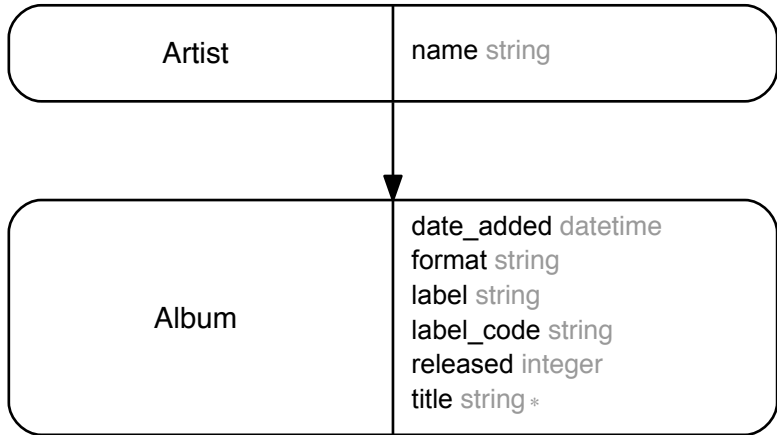 Artist
name string
Album
date_added datetime
format string
label string
label_code string
released integer
title string *